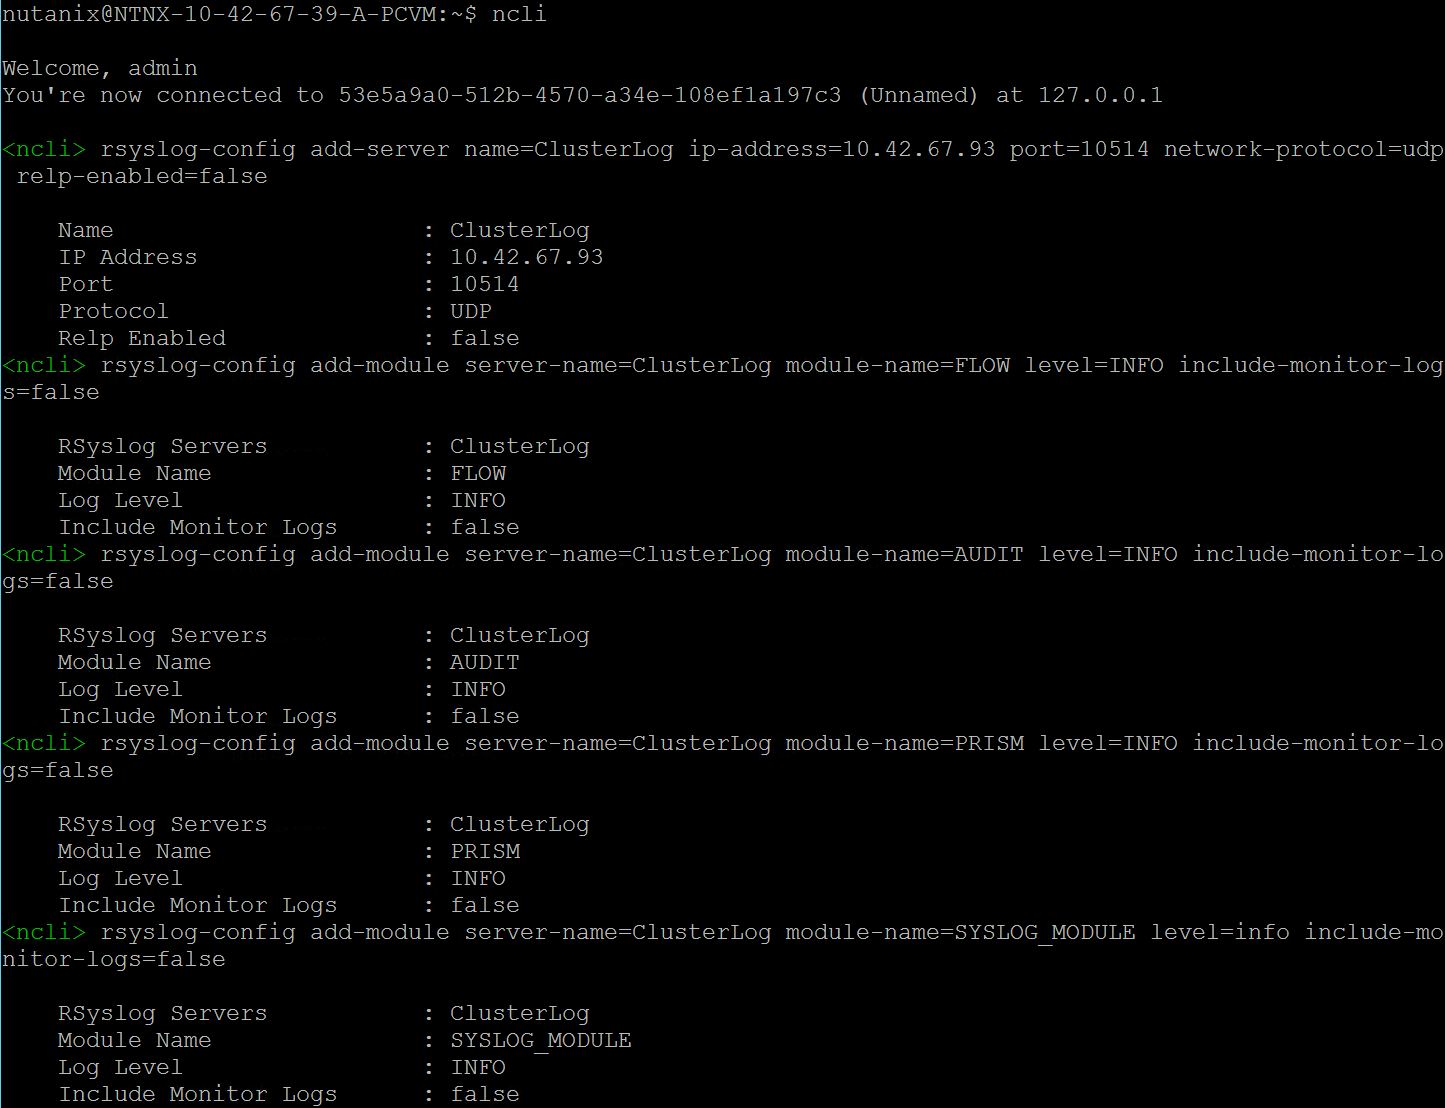 nutanix@NTNX-10-42-67-39-A-PCVM:~$ ncli
Welcome, admin
You're now connected to 53e5a9a0-512b-4570-a34e-108ef1a197c3 (Unnamed) at 127.0.0.1
<ncli> rsyslog-config add-server name=ClusterLog ip-address=10.42.67.93 port=10514 network-protocol=udp
 relp-enabled=false
    Name                      : ClusterLog
    IP Address                : 10.42.67.93
    Port                      : 10514
    Protocol                  : UDP
    Relp Enabled              : false
<ncli> rsyslog-config add-module server-name=ClusterLog module-name=FLOW level=INFO include-monitor-log
s=false
    RSyslog Servers           : ClusterLog
    Module Name               : FLOW
    Log Level                 : INFO
    Include Monitor Logs      : false
<ncli> rsyslog-config add-module server-name=ClusterLog module-name=AUDIT level=INFO include-monitor-lo
gs=false
    RSyslog Servers           : ClusterLog
    Module Name               : AUDIT
    Log Level                 : INFO
    Include Monitor Logs      : false
<ncli> rsyslog-config add-module server-name=ClusterLog module-name=PRISM level=INFO include-monitor-lo
gs=false
    RSyslog Servers           : ClusterLog
    Module Name               : PRISM
    Log Level                 : INFO
    Include Monitor Logs      : false
<ncli> rsyslog-config add-module server-name=ClusterLog module-name=SYSLOG_MODULE level=info include-mo
nitor-logs=false
    RSyslog Servers           : ClusterLog
    Module Name               : SYSLOG_MODULE
    Log Level                 : INFO
    Include Monitor Logs      : false